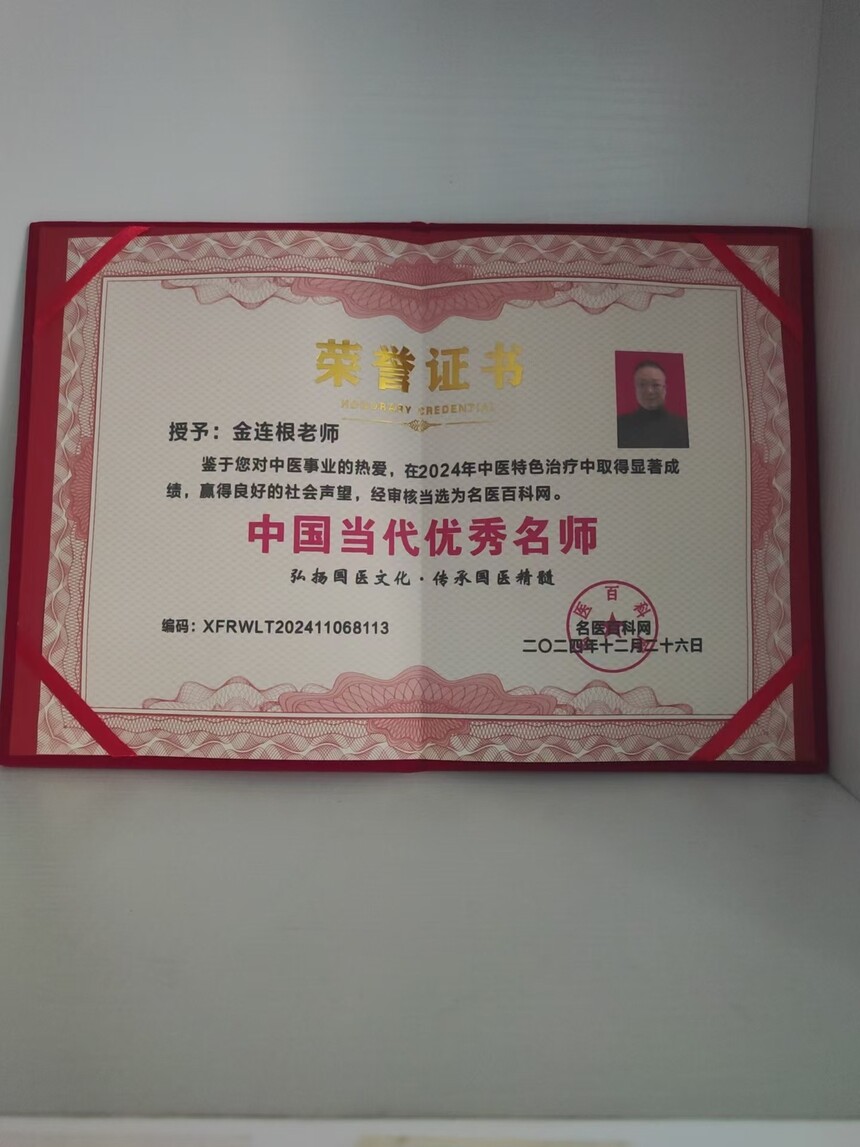 荣誉证书
HONORARY CREDENTIAL
授予：金连根老师
鉴于您对中医事业的热爱，在2024年中医特色治疗中取得显著成
绩，赢得良好的社会声望，经审核当选为名医百科网。
中国当代优秀名师
弘扬国医文化·传承国医精髓
编码：XFRWLT202411068113
名医百科网
二〇二四年十二月二十六日